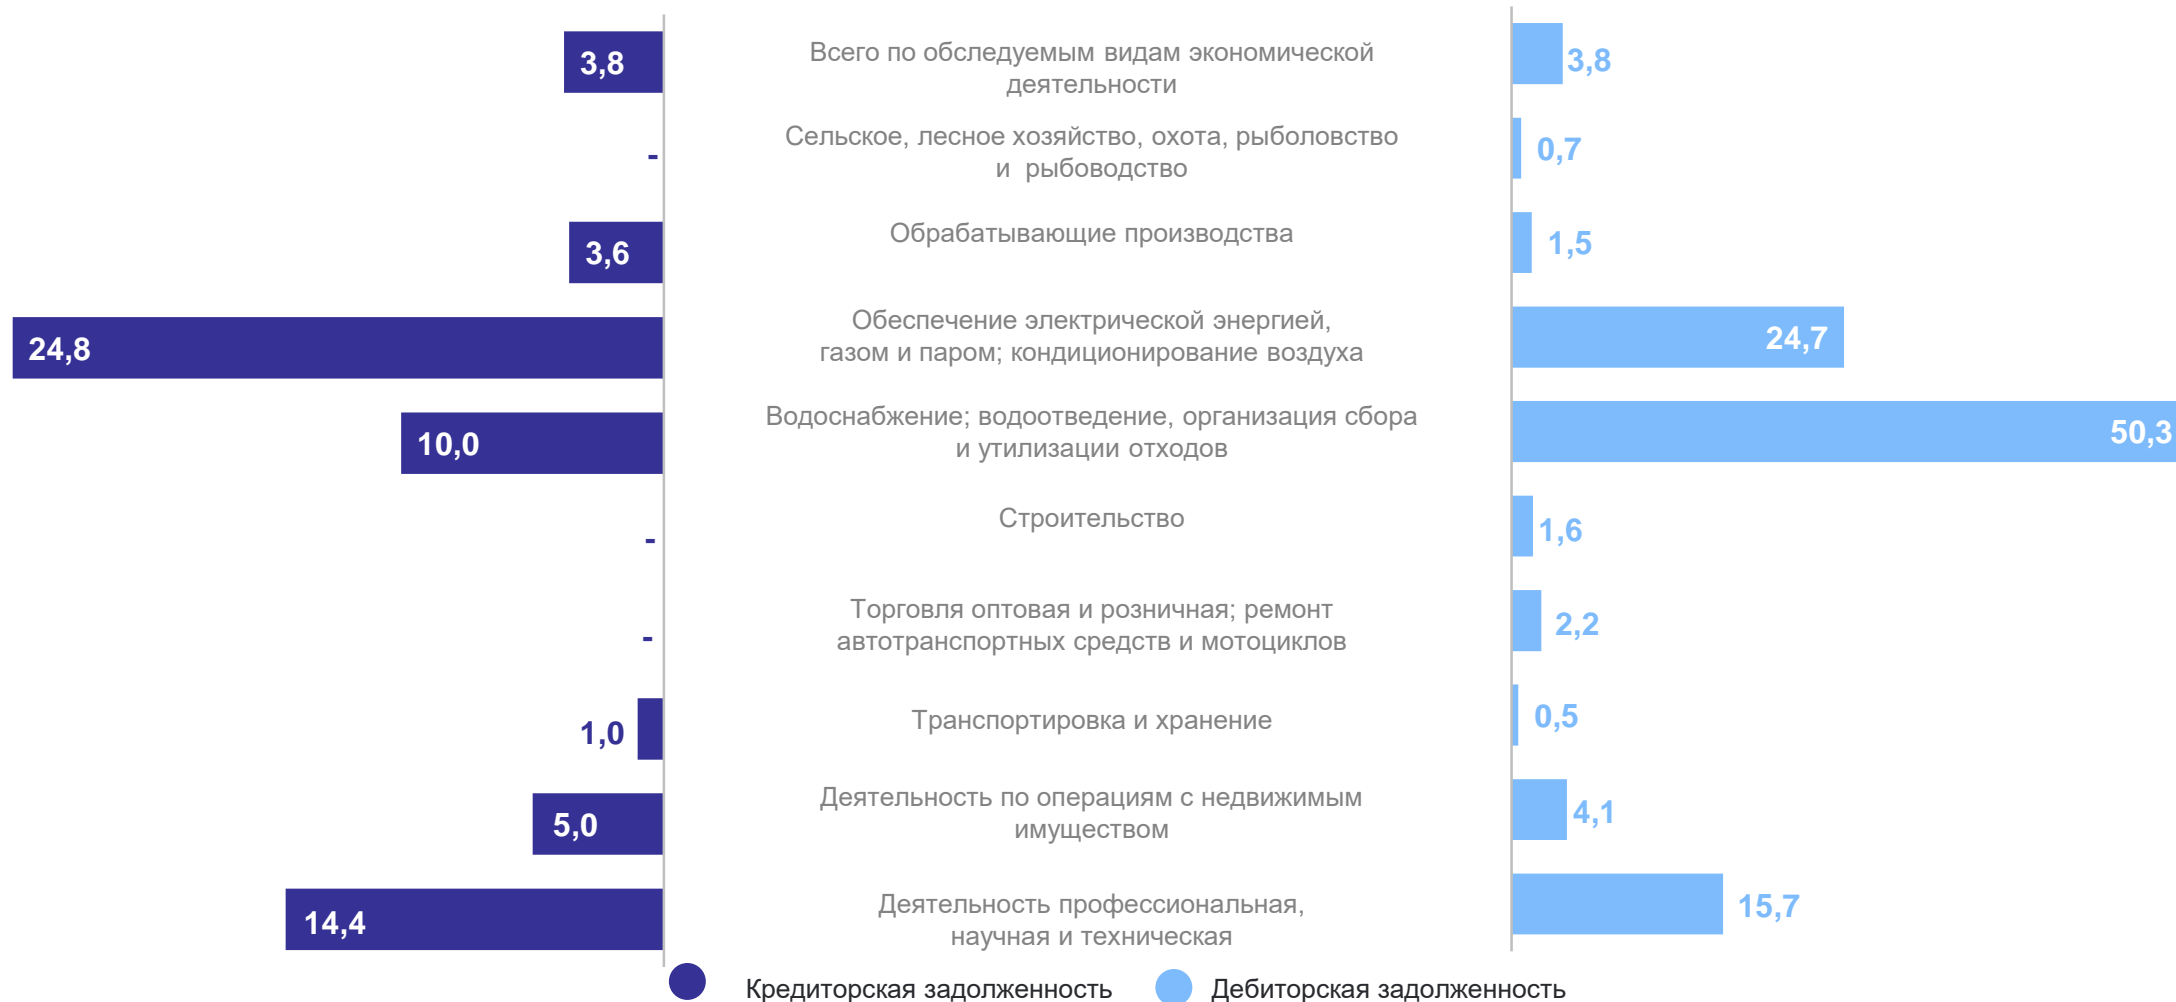 3,8
Всего по обследуемым видам экономической
деятельности
3,8
-
Сельское, лесное хозяйство, охота, рыболовство
и рыбоводство
0,7
3,6
Обрабатывающие производства
1,5
24,8
Обеспечение электрической энергией,
газом и паром; кондиционирование воздуха
24,7
10,0
Водоснабжение; водоотведение, организация сбора
и утилизации отходов
50,3
-
Строительство
1,6
-
Торговля оптовая и розничная; ремонт
автотранспортных средств и мотоциклов
2,2
1,0
Транспортировка и хранение
0,5
5,0
Деятельность по операциям с недвижимым
имуществом
4,1
14,4
Деятельность профессиональная,
научная и техническая
15,7
Кредиторская задолженность
Дебиторская задолженность